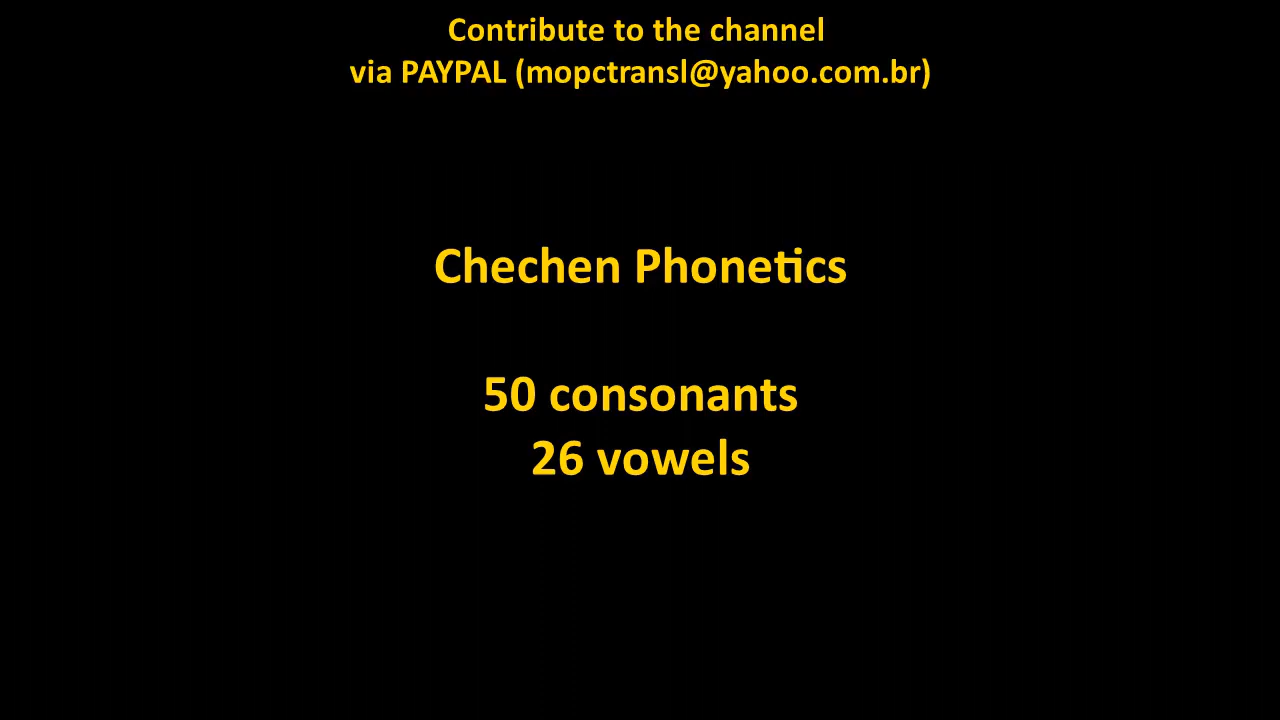 Contribute to the channel
via PAYPAL (mopctransl@yahoo.com.br)
Chechen Phonetics
50 consonants
26 vowels